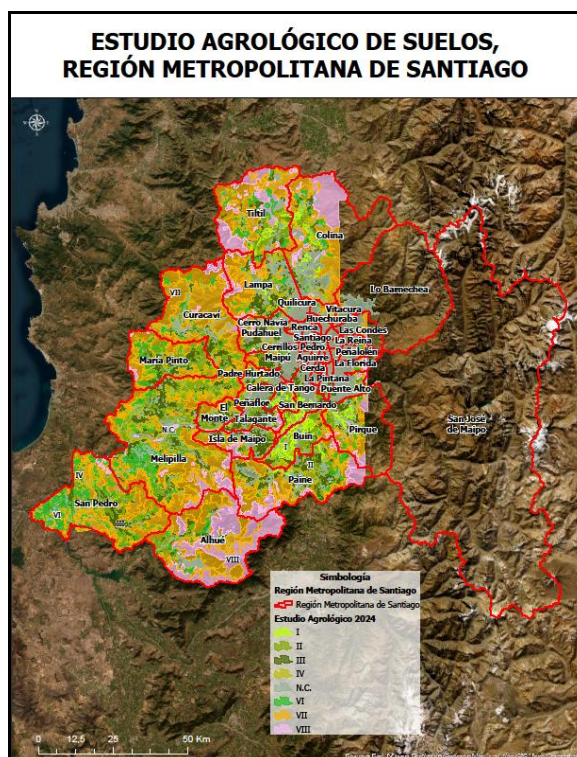 ESTUDIO AGROLÓGICO DE SUELOS,
REGIÓN METROPOLITANA DE SANTIAGO
Tiltil
Colina
Lampa
Lo Barnechea
VII
Quilicura
Vitacura
Curacaví
Huechuraba
Cerro Navia
Renca
Las Condes
Pudahuel
Santiago
La Reina
Cerrillos
Pedro
Peñalolén
María Pinto
Maipú
Aguirre
La Florida
Cerda
Padre Hurtado
La Pintana
Calera de Tango
Puente Alto
El
Peñaflor
San Bernardo
Monte
Talagante
N.C.
Pirque
San José
de Maipo
Isla de Maipo
Buin
I
II
Melipilla
Paine
IV
San Pedro
VI
III
Alhué
VIII
Simbología
Región Metropolitana de Santiago
Región Metropolitana de Santiago
Estudio Agrológico 2024
I
II
III
IV
N.C.
VI
VII
VIII
0 12,5 25 50 Km